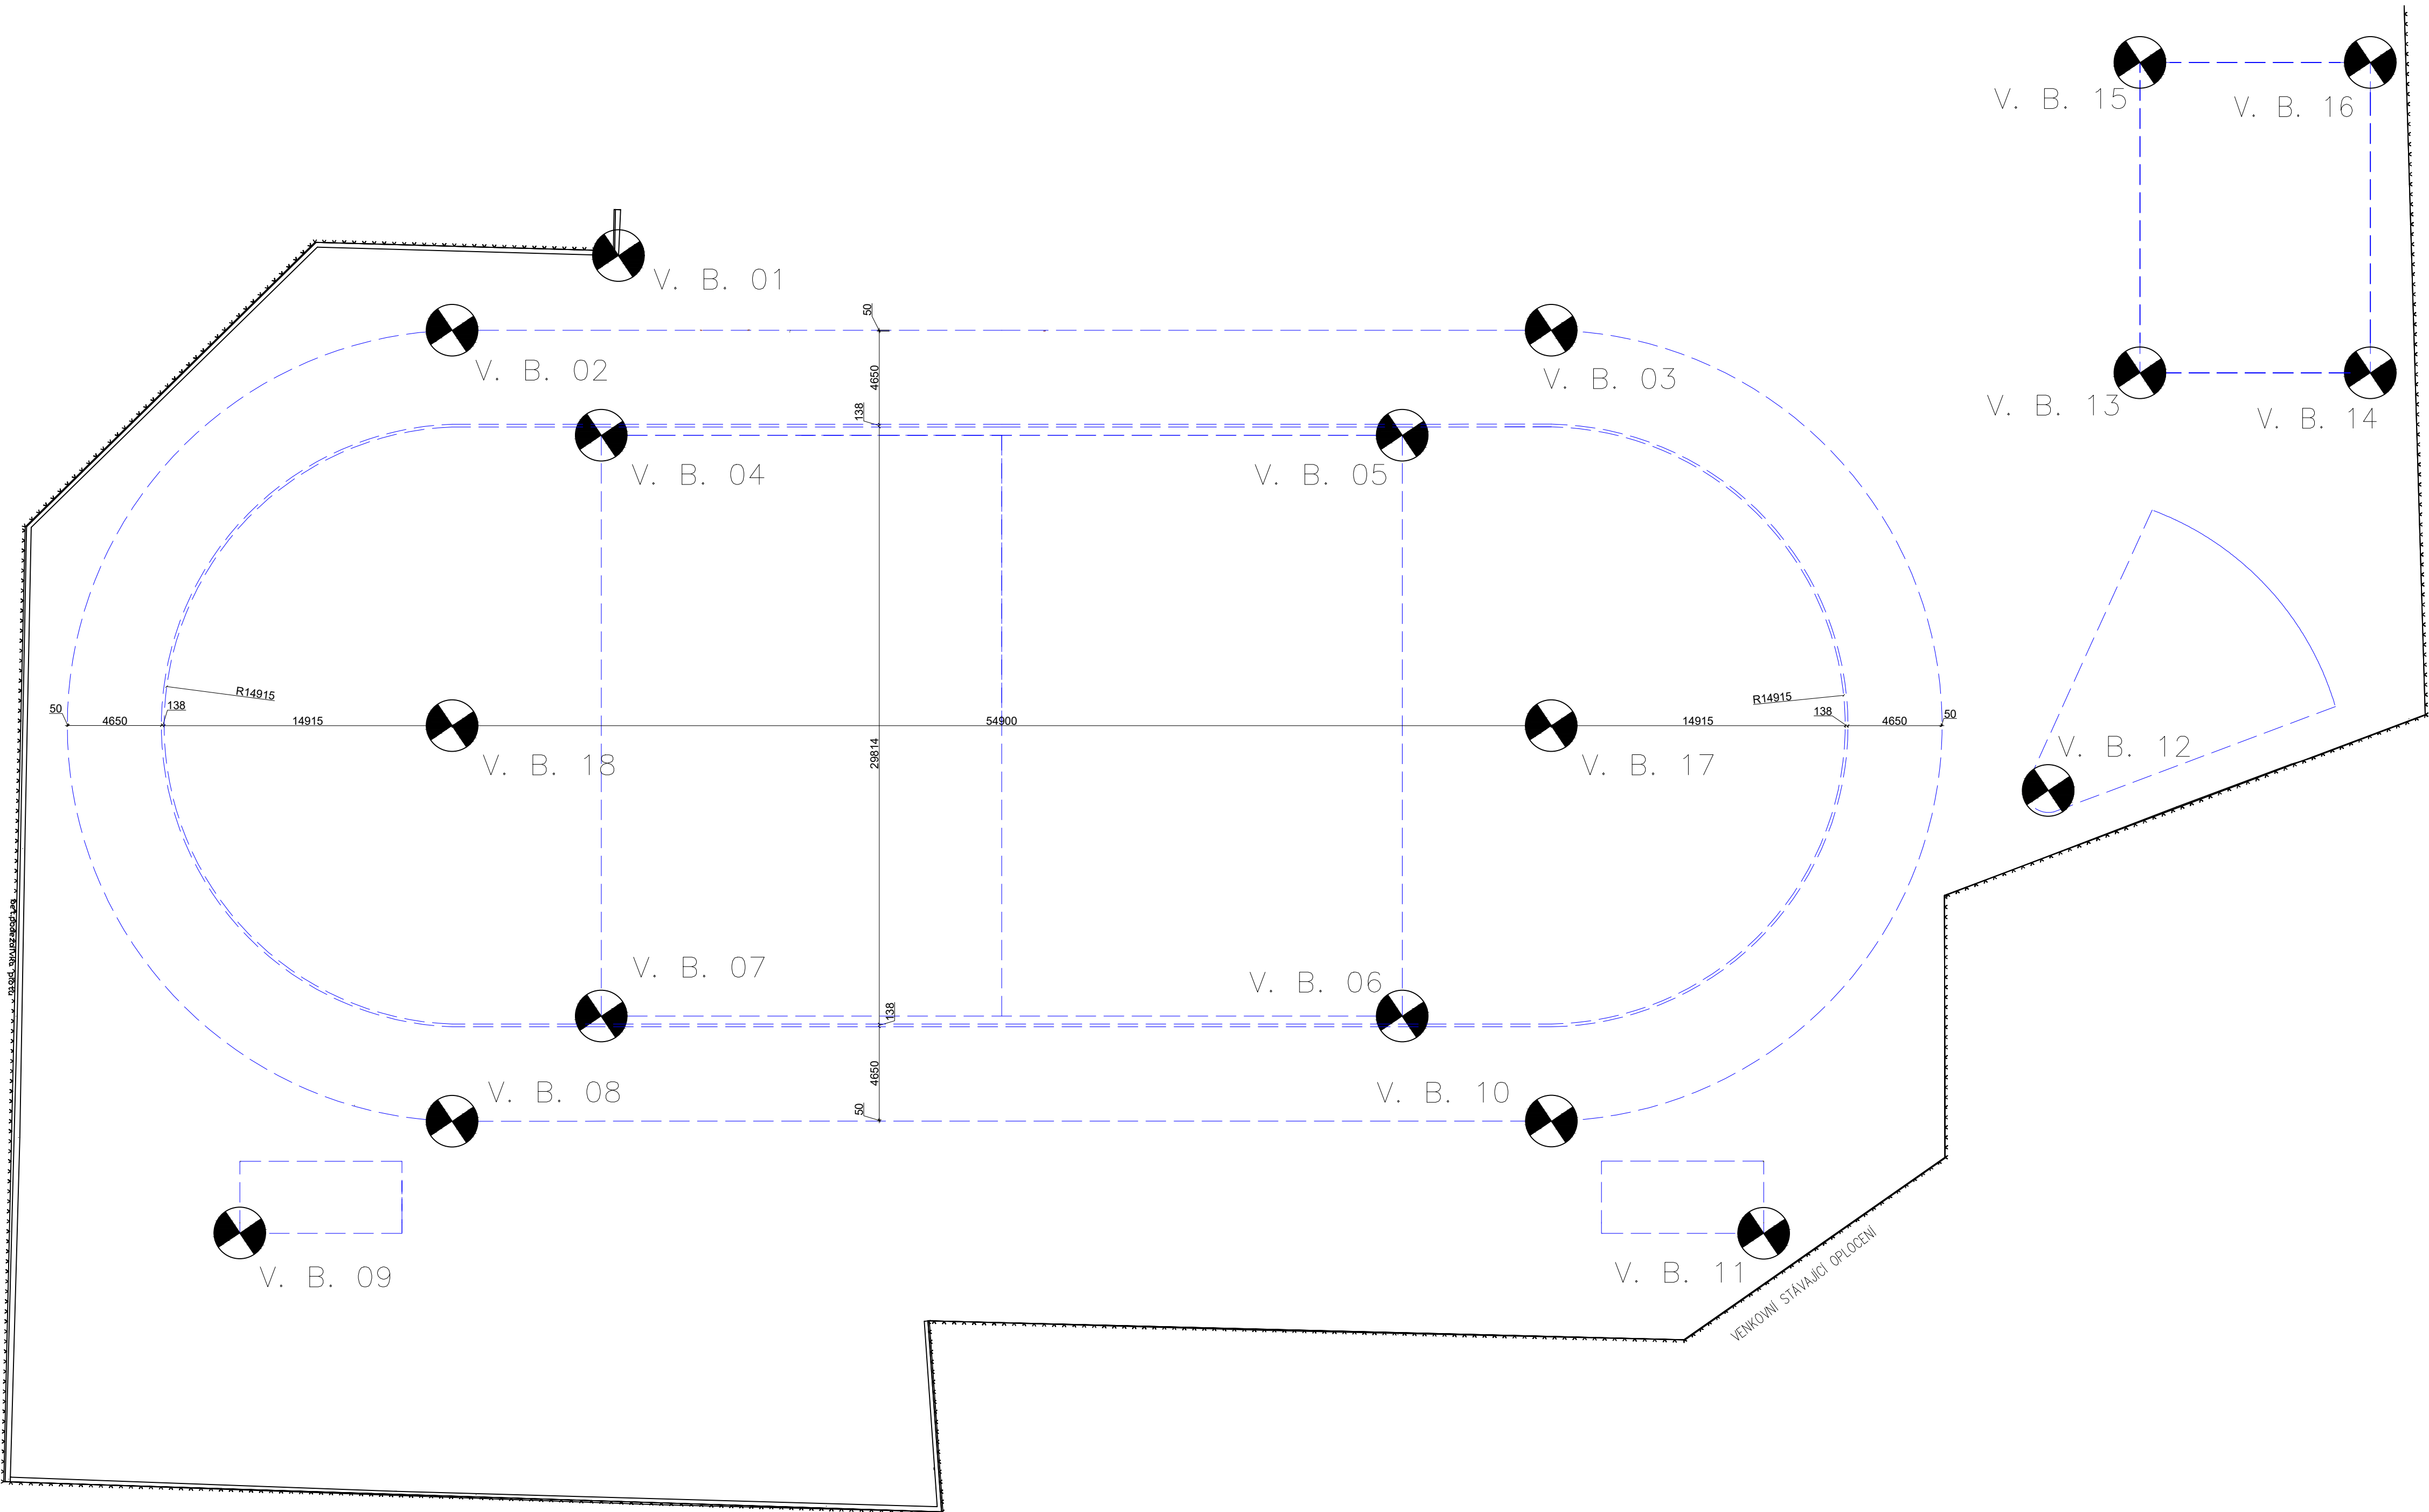 V. B. 15
V. B. 16
V. B. 01
50
V. B. 02
4650
V. B. 03
138
V. B. 13
V. B. 14
V. B. 04
V. B. 05
R14915
R14915
50
4650
138
14915
54900
14915
138
4650
50
29814
V. B. 18
V. B. 17
V. B. 12
V. B. 07
V. B. 06
138
4650
V. B. 08
V. B. 10
50
V. B. 09
V. B. 11
VENKOVNÍ STÁVAJÍCÍ OPLOCENÍ